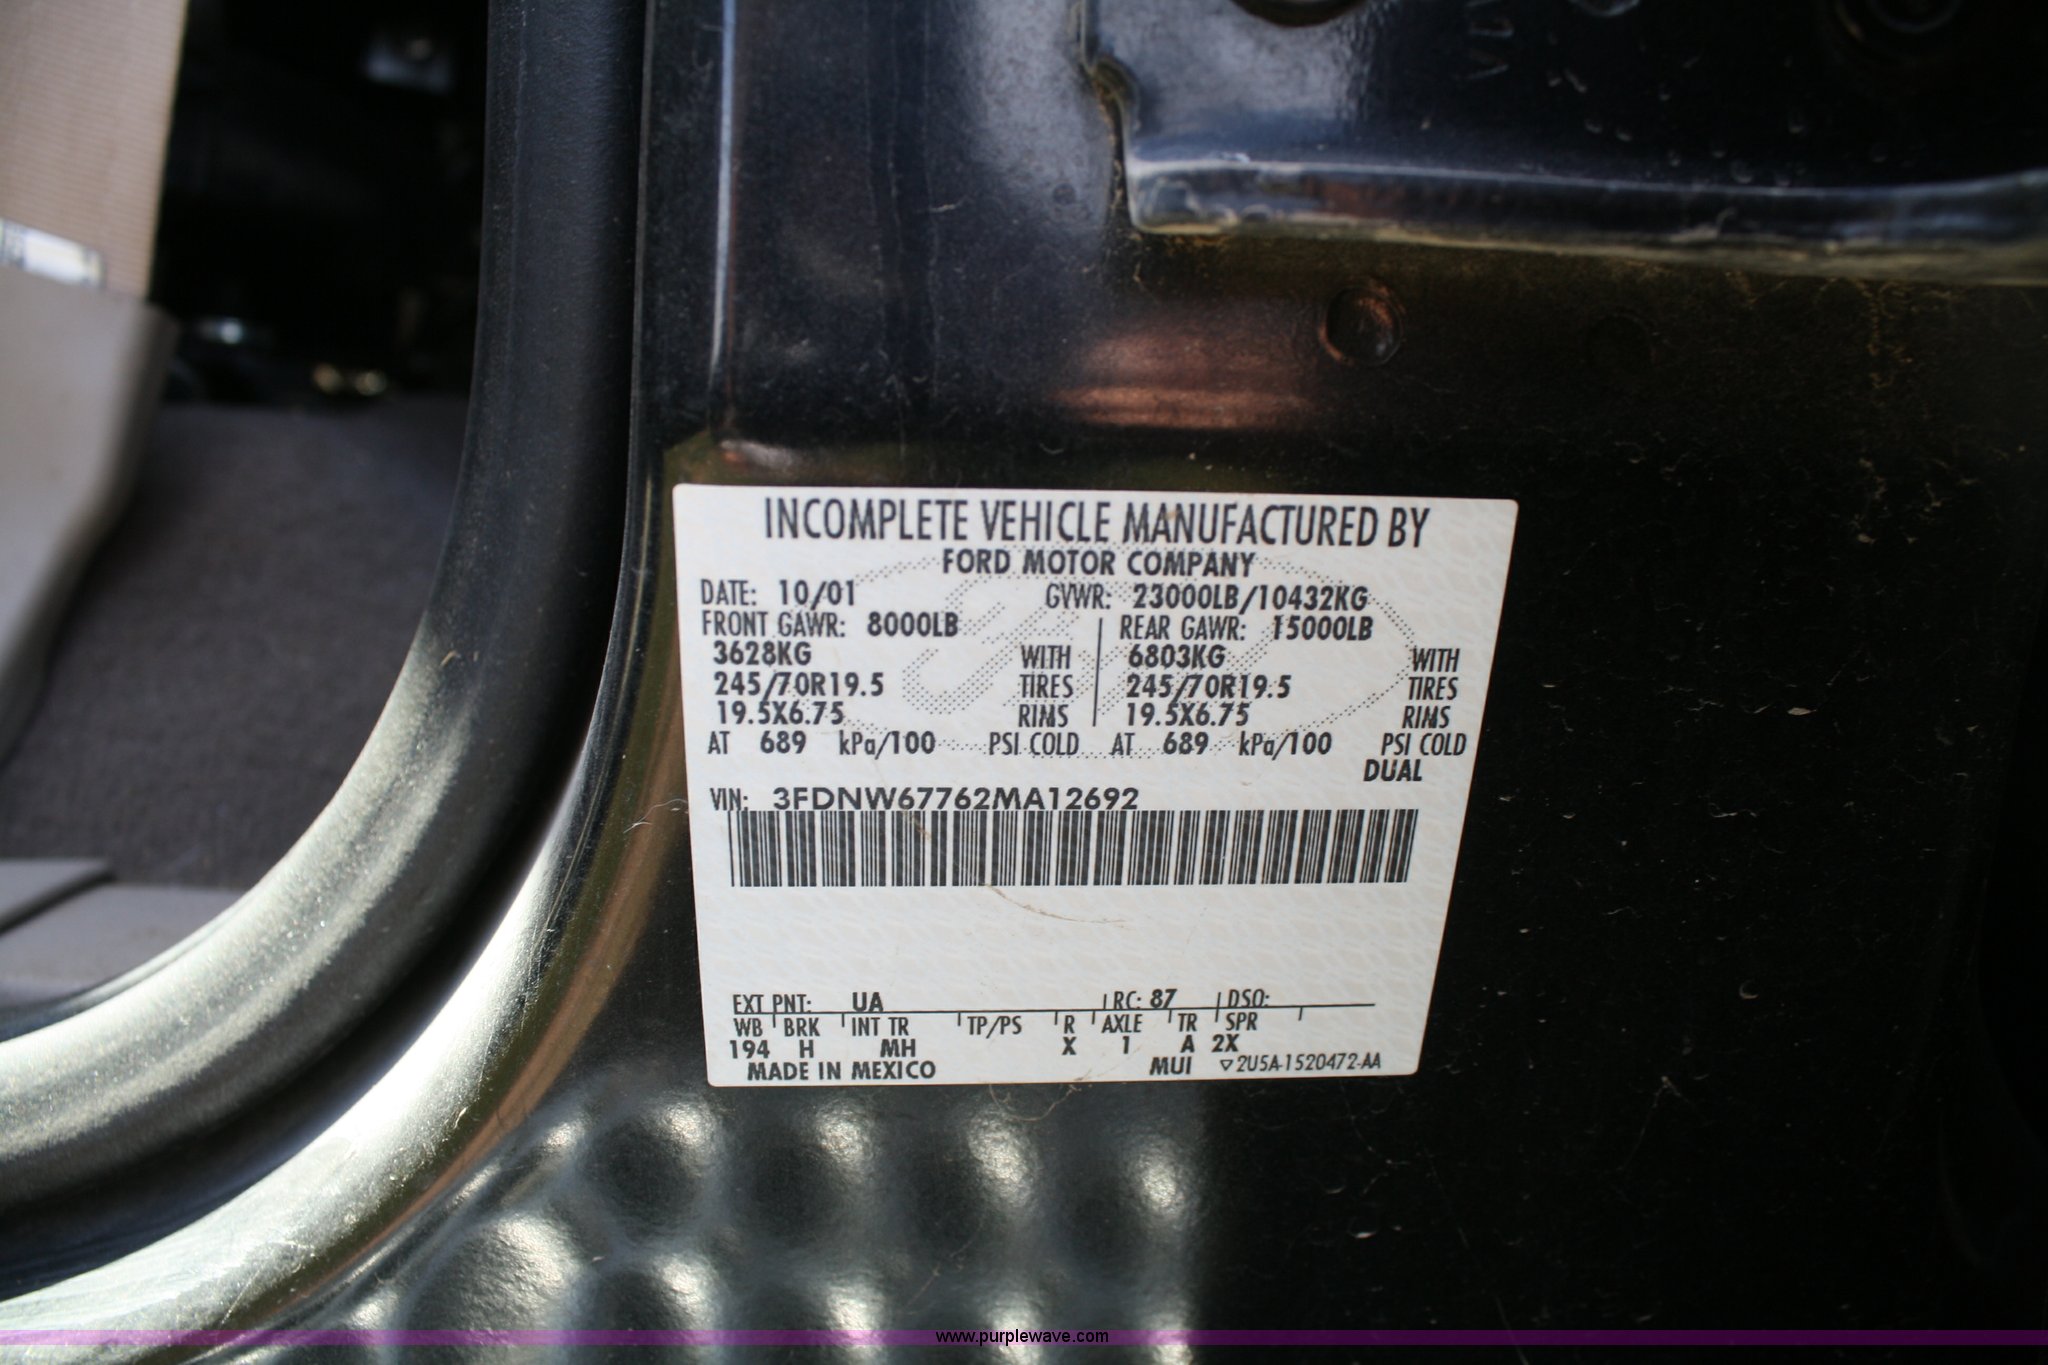 INCOMPLETE VEHICLE MANUFACTURED BY
FORD MOTOR COMPANY
DATE: 10/01 GVWR: 23000LB/10432KG
FRONT GAWR: 8000LB REAR GAWR: 15000LB
3628KG WITH 6803KG WITH
245/70R19.5 TIRES 245/70R19.5 TIRES
19.5X6.75 RIMS 19.5X6.75 RIMS
AT 689 kPa/100 PSI COLD AT 689 kPa/100 PSI COLD
DUAL
VIN: 3FDNW67762MA12692
EXT PNT: UA RC: 87 DSO:
WB BRK INT TR TP/PS R AXLE TR SPR
194 H MH X 1 A 2X
MADE IN MEXICO MUI ▽2U5A-1520472-AA
www.purplewave.com